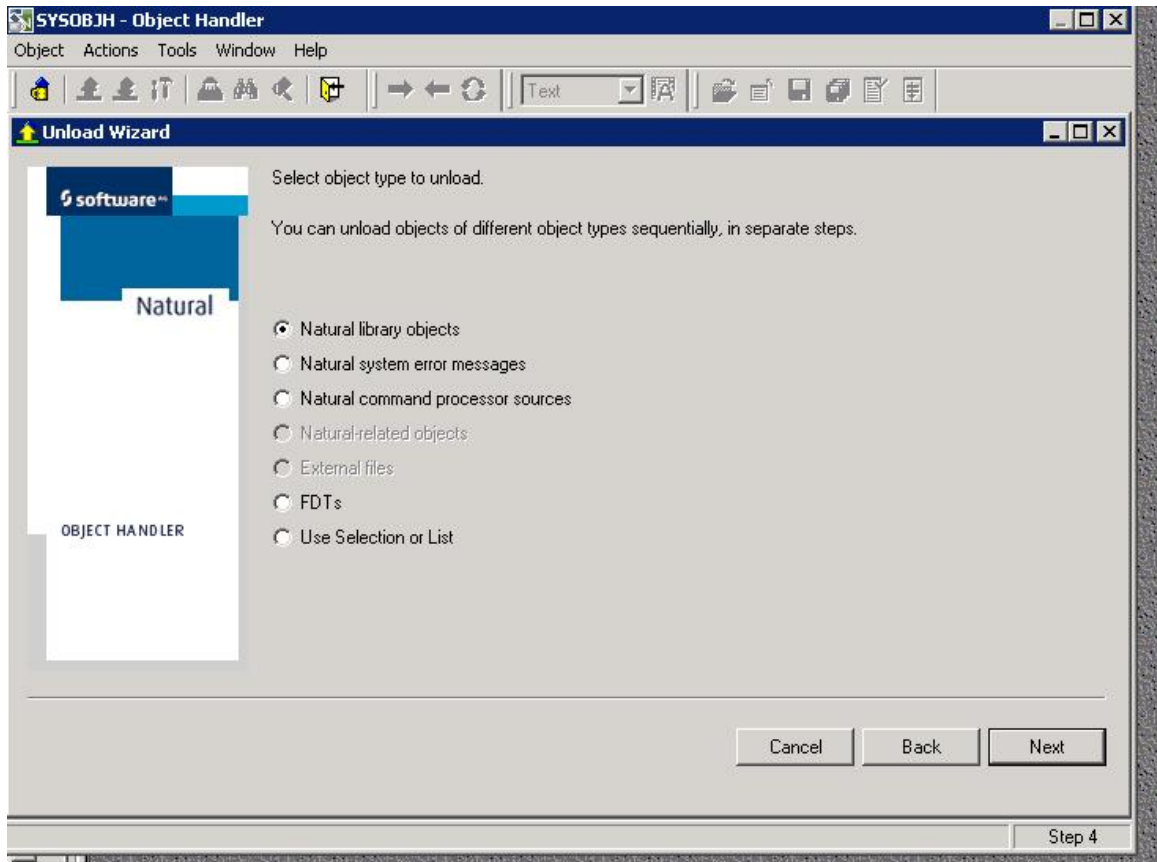 SYSOBJH - Object Handler
Object Actions Tools Window Help
Text
Unload Wizard
software AG
Natural
OBJECT HANDLER
Select object type to unload.
You can unload objects of different object types sequentially, in separate steps.
Natural library objects
Natural system error messages
Natural command processor sources
Natural-related objects
External files
FDTs
Use Selection or List
Cancel Back Next
Step 4